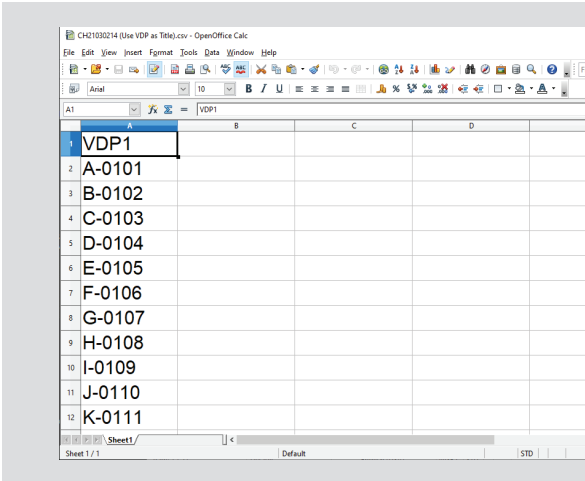 CH21030214 (Use VDP as Title).csv - OpenOffice Calc
File Edit View Insert Format Tools Data Window Help
Arial 10 B I U
A1 VDP1
A B C D
1 VDP1
2 A-0101
3 B-0102
4 C-0103
5 D-0104
6 E-0105
7 F-0106
8 G-0107
9 H-0108
10 I-0109
11 J-0110
12 K-0111
Sheet1
Sheet 1 / 1 Default STD